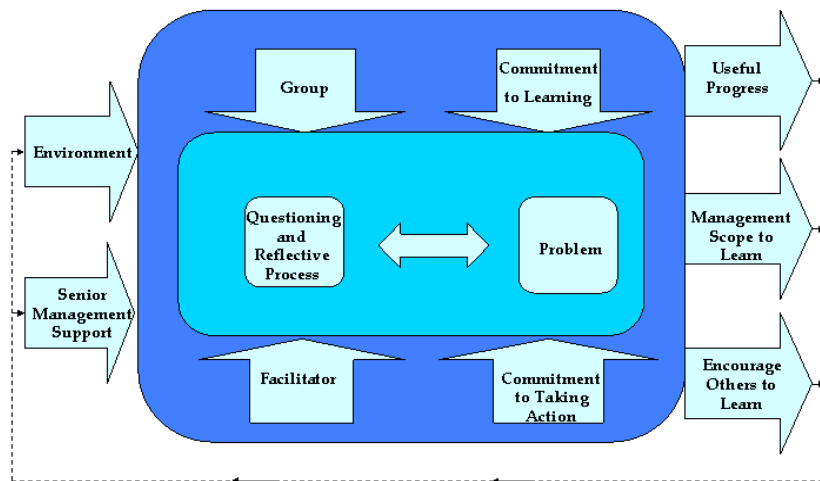 Group
Commitment
to Learning
Useful
Progress
Environment
Questioning
and
Reflective
Process
Problem
Management
Scope to
Learn
Senior
Management
Support
Facilitator
Commitment
to Taking
Action
Encourage
Others to
Learn